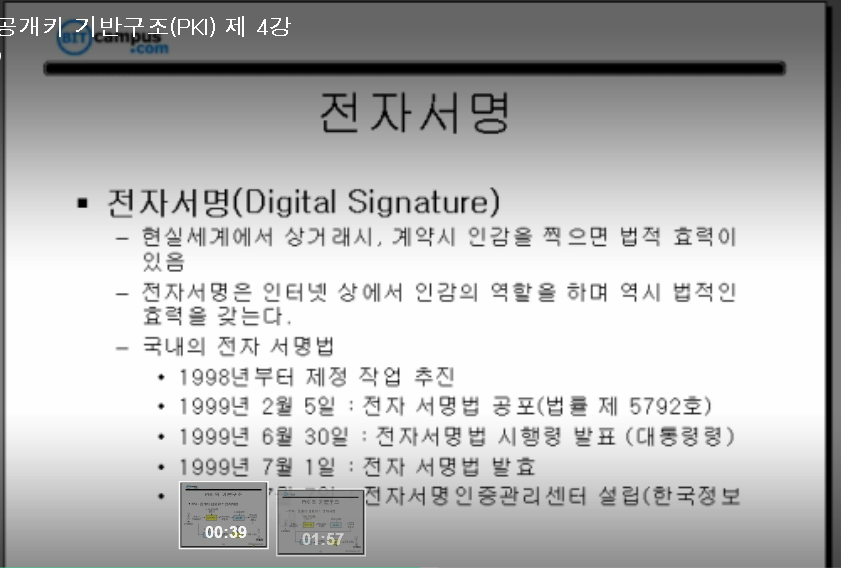 공개키 기반구조(PKI) 제 4강
BIT campus
.com
전자서명
▪ 전자서명(Digital Signature)
– 현실세계에서 상거래시, 계약시 인감을 찍으면 법적 효력이
있음
– 전자서명은 인터넷 상에서 인감의 역할을 하며 역시 법적인
효력을 갖는다.
– 국내의 전자 서명법
• 1998년부터 제정 작업 추진
• 1999년 2월 5일 : 전자 서명법 공포(법률 제 5792호)
• 1999년 6월 30일 : 전자서명법 시행령 발표 (대통령령)
• 1999년 7월 1일 : 전자 서명법 발효
• 전자서명인증관리센터 설립(한국정보
00:39
01:57